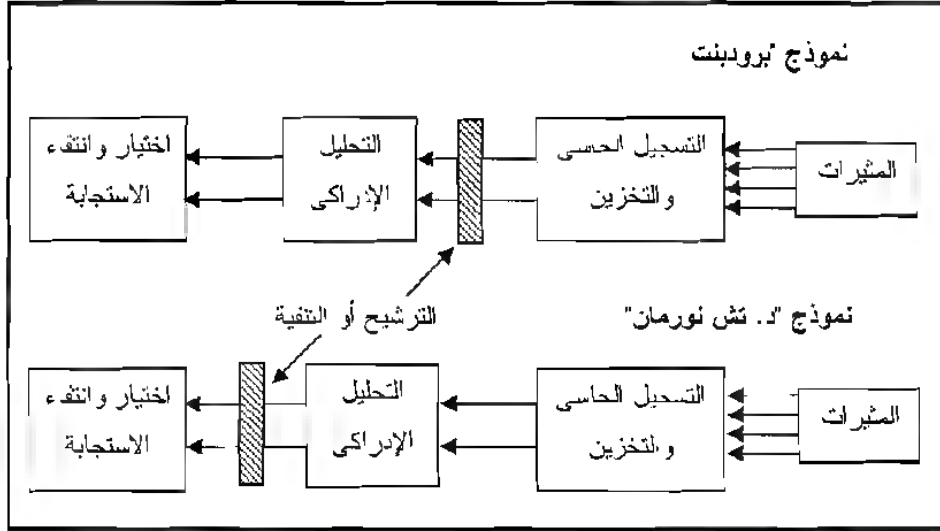 نموذج "برودبنت
المثيرات
التسجيل الحاسى
والتخزين
التحليل
الإدراكى
اختيار وانتقاء
الاستجابة
الترشيح أو التنقية
نموذج "د. تش نورمان"
المثيرات
التسجيل الحاسى
والتخزين
التحليل
الإدراكى
اختيار وانتقاء
الاستجابة